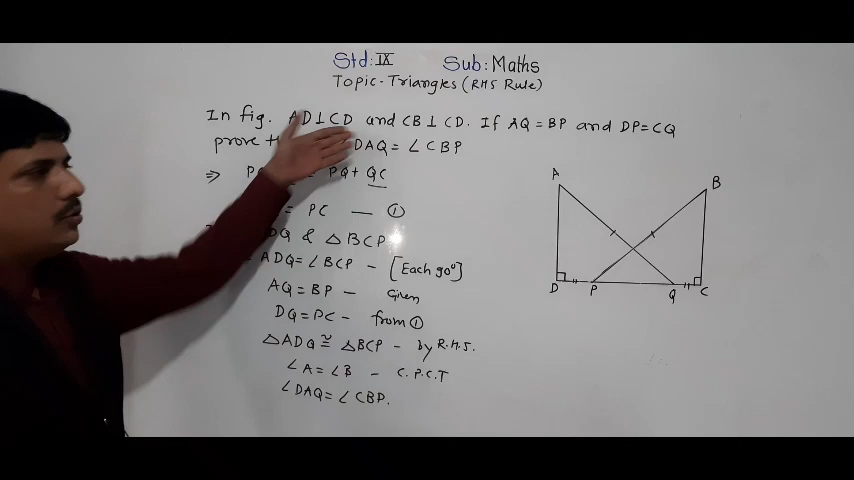 Std: IX Sub: Maths
Topic - Triangles (RHS Rule)
In fig. AD⊥CD and CB⊥CD. If AQ=BP and DP=CQ
prove DAQ = ∠CBP
⇒ = PQ + QC
= PC — ①
DQ & △BCP
ADQ = ∠BCP - [Each 90°]
AQ = BP - Given
DQ = PC - from ①
△ADQ ≅ △BCP - by R.H.S.
∠A = ∠B - C.P.C.T
∠DAQ = ∠CBP.
A
B
D P Q C